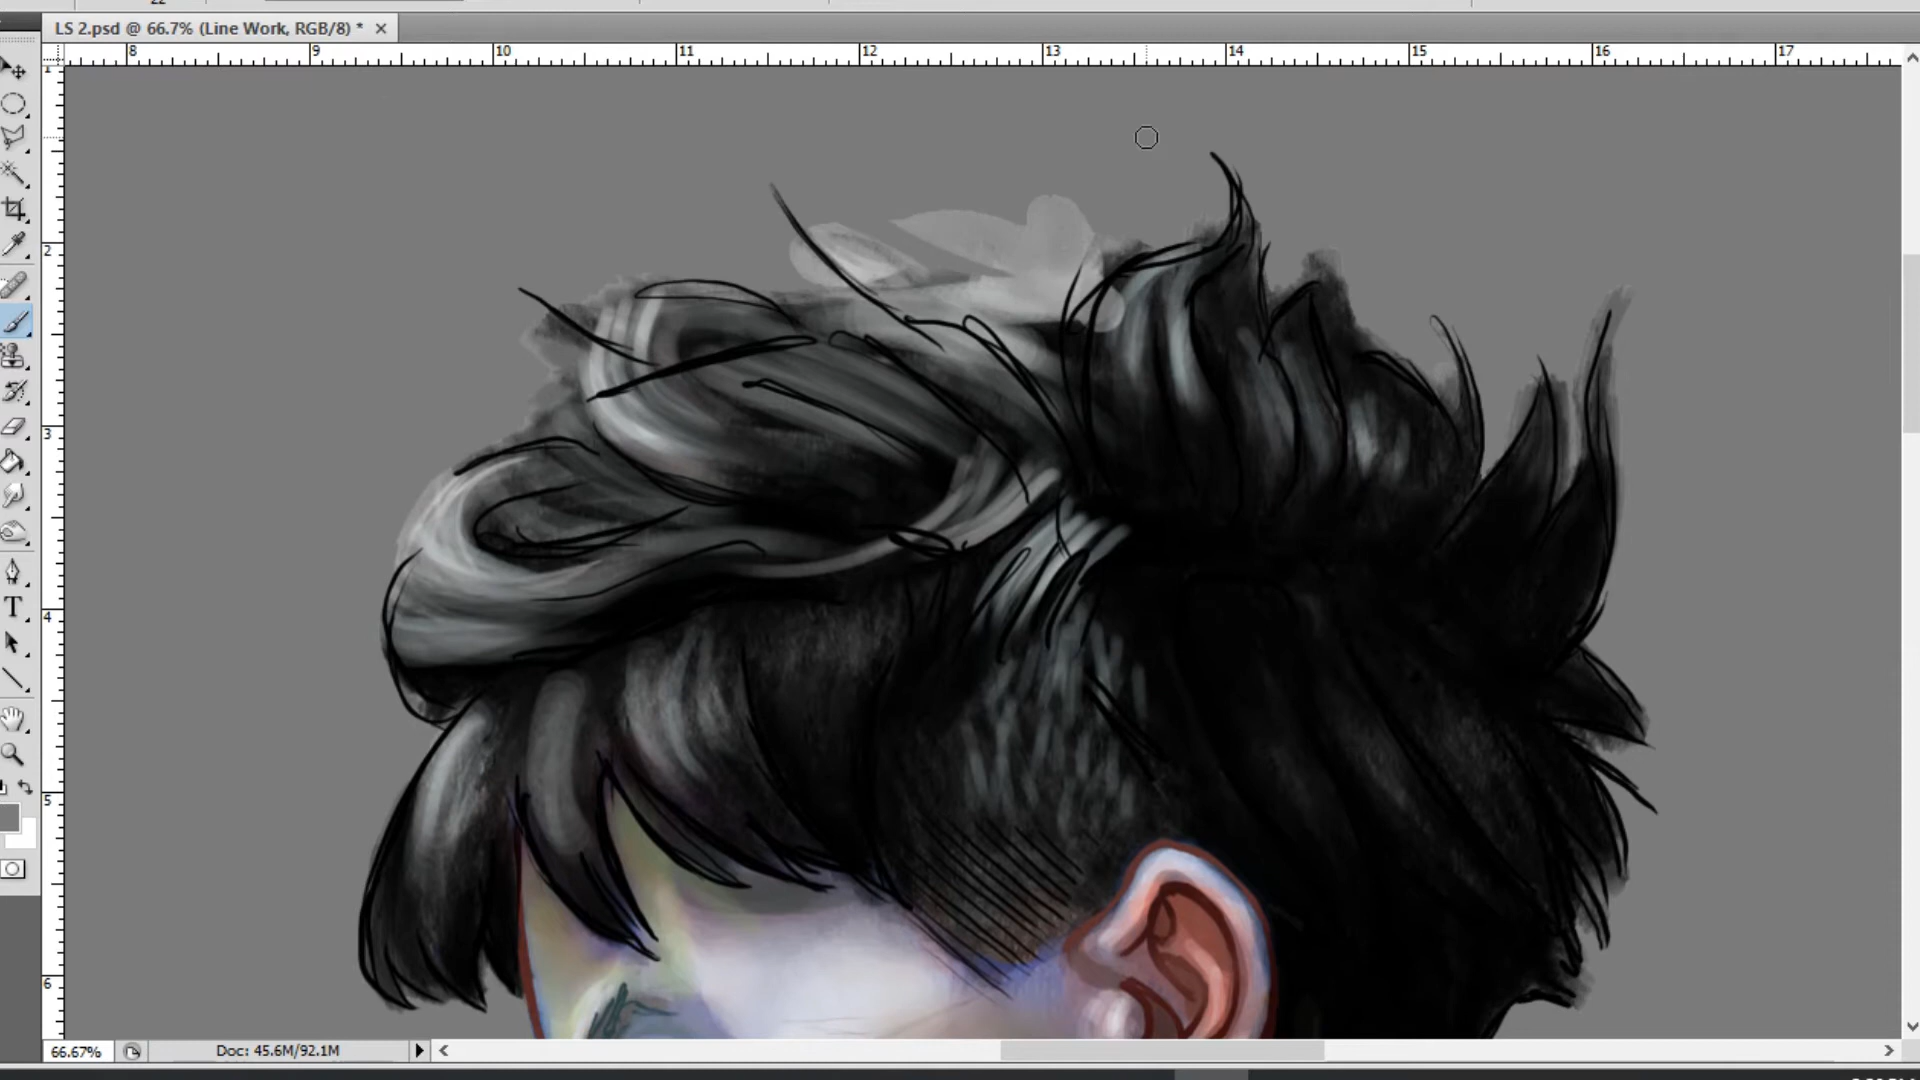 LS 2.psd @ 66.7% (Line Work, RGB/8) *
8 9 10 11 12 13 14 15 16 17
1
2
3
4
5
6
T
66.67% Doc: 45.6M/92.1M